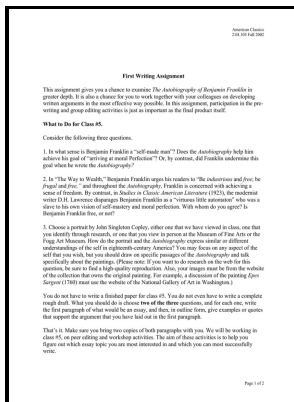 American Classics
21H.105 Fall 2002
First Writing Assignment
This assignment gives you a chance to examine The Autobiography of Benjamin Franklin in
greater depth. It is also a chance for you to work together with your colleagues on developing
written arguments in the most effective way possible. In this assignment, participation in the pre-
writing and group editing activities is just as important as the final product itself.
What to Do for Class #5.
Consider the following three questions.
1. In what sense is Benjamin Franklin a "self-made man"? Does the Autobiography help him
achieve his goal of "arriving at moral Perfection"? Or, by contrast, did Franklin undermine this
goal when he wrote the Autobiography?
2. In "The Way to Wealth," Benjamin Franklin urges his readers to "Be industrious and free; be
frugal and free," and throughout the Autobiography, Franklin is concerned with achieving a
sense of freedom. By contrast, in Studies in Classic American Literature (1923), the modernist
writer D.H. Lawrence disparages Benjamin Franklin as a "virtuous little automaton" who was a
slave to his own vision of self-mastery and moral perfection. With whom do you agree? Is
Benjamin Franklin free, or not?
3. Choose a portrait by John Singleton Copley, either one that we have viewed in class, one that
you identify through research, or one that you view in person at the Museum of Fine Arts or the
Fogg Art Museum. How do the portrait and the Autobiography express similar or different
understandings of the self in eighteenth-century America? You may focus on any aspect of the
self that you wish, but you should draw on specific passages of the Autobiography and talk
specifically about the paintings. (Please note: If you want to do research on the web for this
question, be sure to find a high-quality reproduction. Also, your images must be from the website
of the collection that owns the original painting. For example, a discussion of the painting Epes
Sargent (1760) must use the website of the National Gallery of Art in Washington.)
You do not have to write a finished paper for class #5. You do not even have to write a complete
rough draft. What you should do is choose two of the three questions, and for each one, write
the first paragraph of what would be an essay, and then, in outline form, give examples or quotes
that support the argument that you have laid out in the first paragraph.
That's it. Make sure you bring two copies of both paragraphs with you. We will be working in
class #5, on peer editing and workshop activities. The aim of these activities is to help you
figure out which essay topic you are most interested in and which you can most successfully
write.
Page 1 of 2